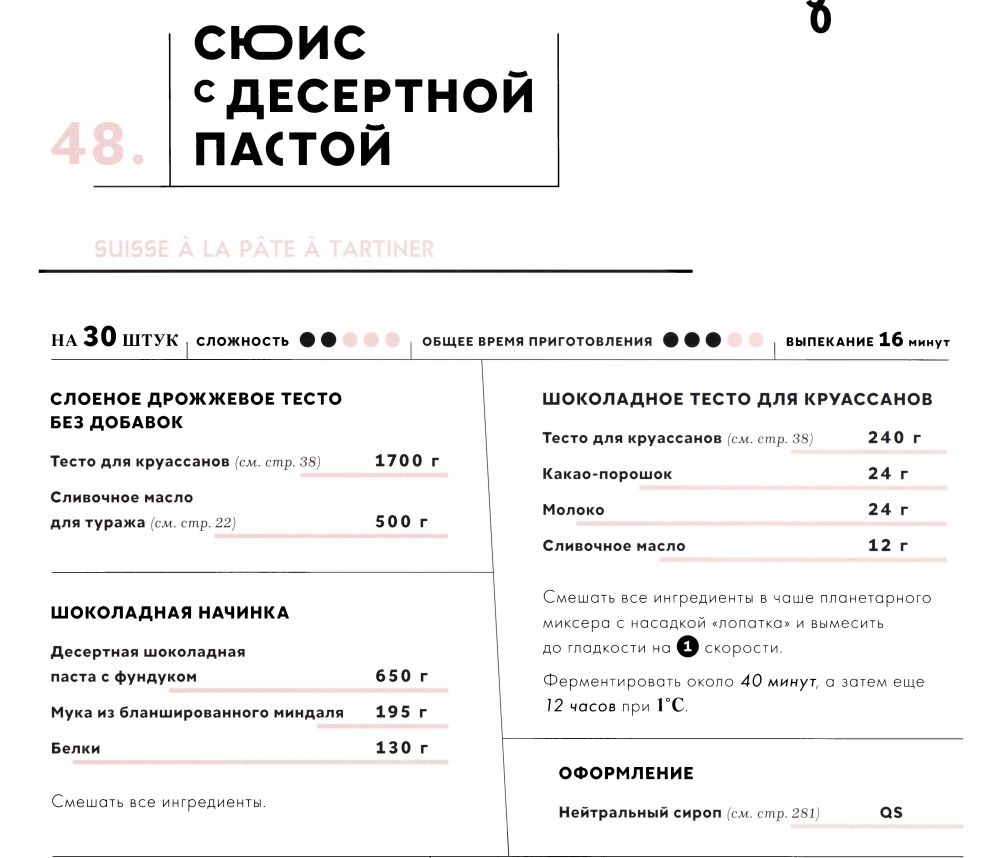 СЮИС
С ДЕСЕРТНОЙ
48.
ПАСТОЙ
SUISSE À LA PÂTE À TARTINER
НА 30 ШТУК
СЛОЖНОСТЬ
ОБЩЕЕ ВРЕМЯ ПРИГОТОВЛЕНИЯ
ВЫПЕКАНИЕ 16 минут
СЛОЕНОЕ ДРОЖЖЕВОЕ ТЕСТО
БЕЗ ДОБАВОК
Тесто для круассанов (см. стр. 38) 1700 г
Сливочное масло
для туража (см. стр. 22) 500 г
ШОКОЛАДНАЯ НАЧИНКА
Десертная шоколадная
паста с фундуком 650 г
Мука из бланшированного миндаля 195 г
Белки 130 г
Смешать все ингредиенты.
ШОКОЛАДНОЕ ТЕСТО ДЛЯ КРУАССАНОВ
Тесто для круассанов (см. стр. 38) 240 г
Какао-порошок 24 г
Молоко 24 г
Сливочное масло 12 г
Смешать все ингредиенты в чаше планетарного
миксера с насадкой «лопатка» и вымесить
до гладкости на 1 скорости.
Ферментировать около 40 минут, а затем еще
12 часов при 1°C.
ОФОРМЛЕНИЕ
Нейтральный сироп (см. стр. 281) QS